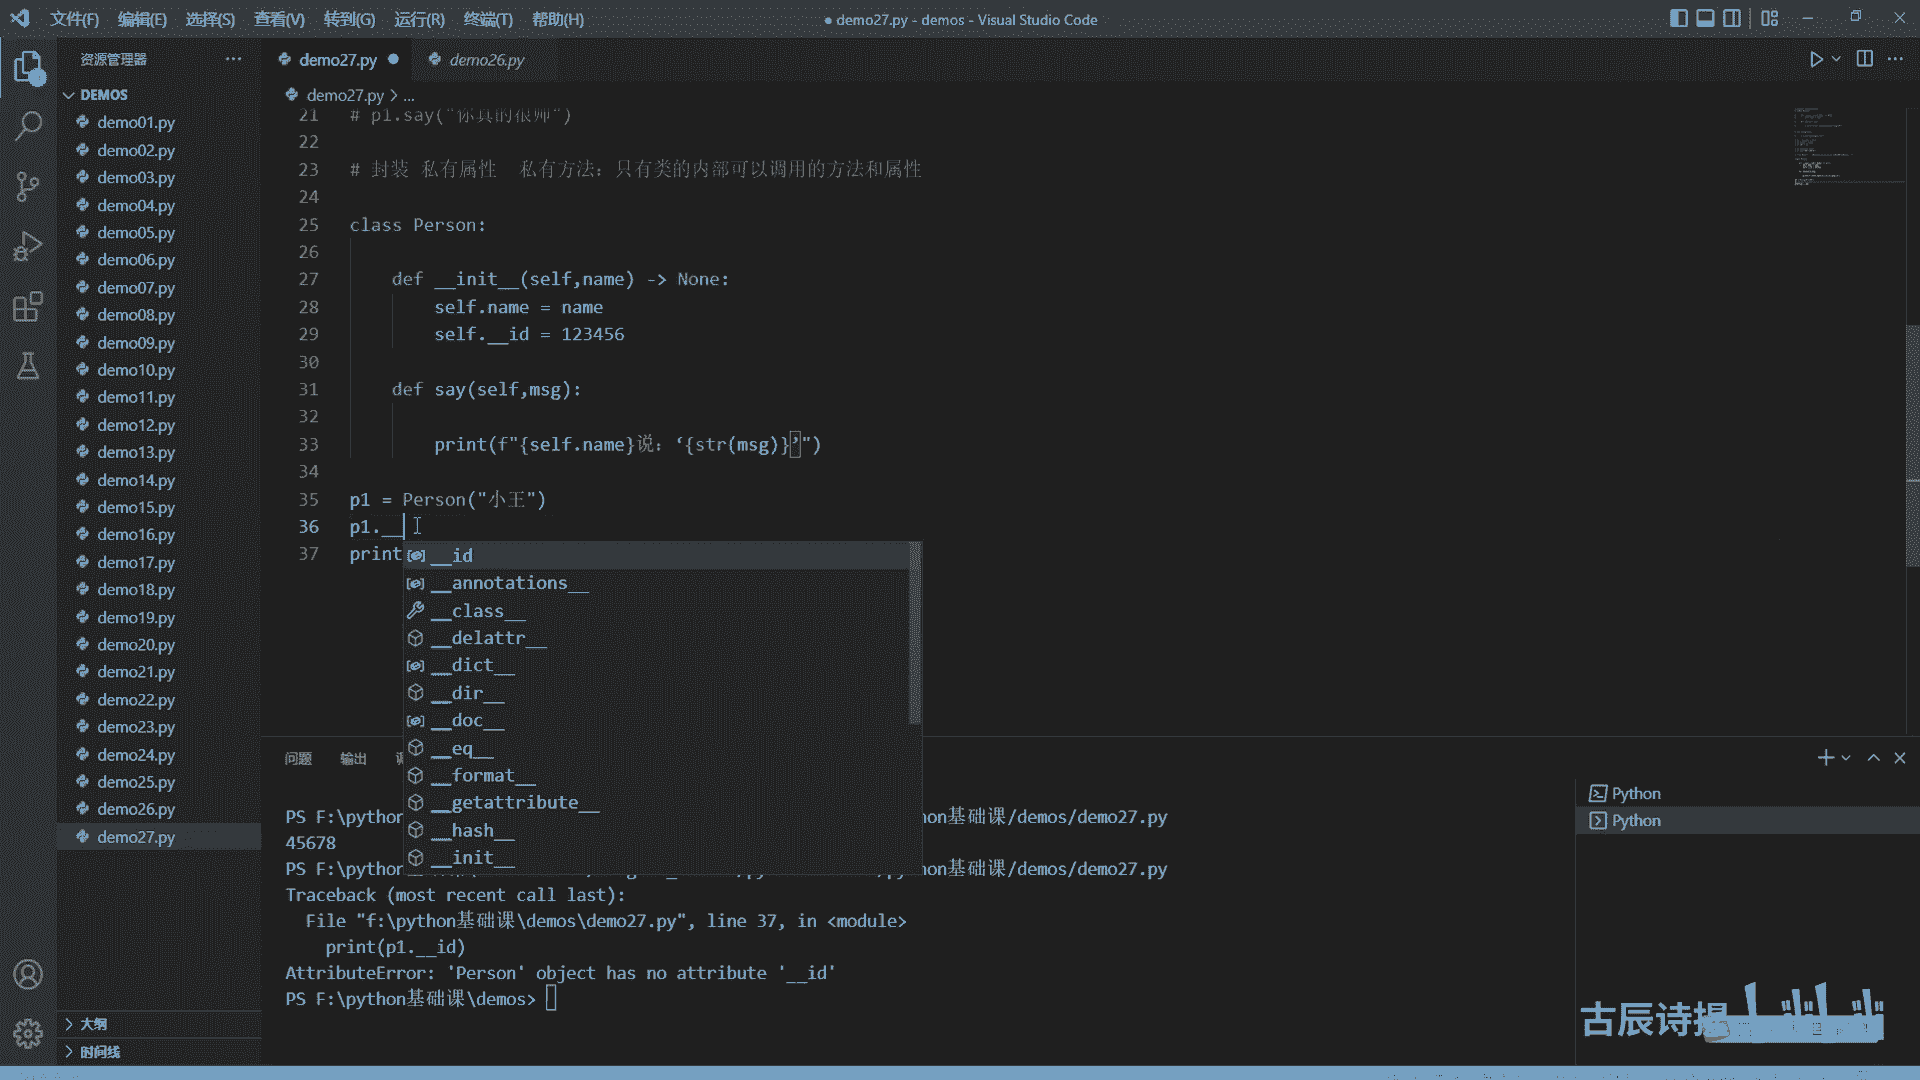 文件(F) 编辑(E) 选择(S) 查看(V) 转到(G) 运行(R) 终端(T) 帮助(H)
● demo27.py - demos - Visual Studio Code
资源管理器
DEMOS
demo01.py
demo02.py
demo03.py
demo04.py
demo05.py
demo06.py
demo07.py
demo08.py
demo09.py
demo10.py
demo11.py
demo12.py
demo13.py
demo14.py
demo15.py
demo16.py
demo17.py
demo18.py
demo19.py
demo20.py
demo21.py
demo22.py
demo23.py
demo24.py
demo25.py
demo26.py
demo27.py
大纲
时间线
demo27.py ● demo26.py
demo27.py > ...
21 # p1.say("你真的很帅")
22
23 # 封装 私有属性 私有方法：只有类的内部可以调用的方法和属性
24
25 class Person:
26
27 def __init__(self,name) -> None:
28 self.name = name
29 self.__id = 123456
30
31 def say(self,msg):
32
33 print(f"{self.name}说：‘{str(msg)}’")
34
35 p1 = Person("小王")
36 p1.__
37 print
__id
__annotations__
__class__
__delattr__
__dict__
__dir__
__doc__
__eq__
__format__
__getattribute__
__hash__
__init__
问题 输出
PS F:\python on基础课/demos/demo27.py
45678
PS F:\python on基础课/demos/demo27.py
Traceback (most recent call last):
File "f:\python基础课\demos\demo27.py", line 37, in <module>
print(p1.__id)
AttributeError: 'Person' object has no attribute '__id'
PS F:\python基础课\demos>
Python
Python
古辰诗提